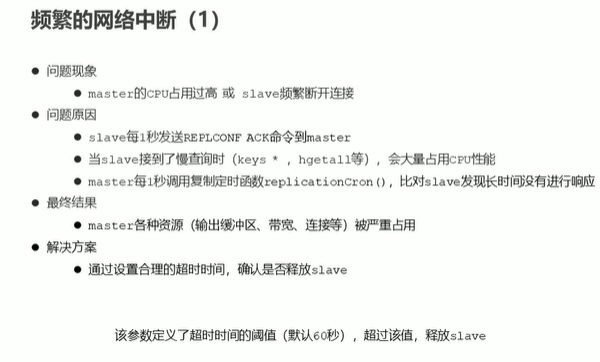 频繁的网络中断（1）
● 问题现象
● master的CPU占用过高 或 slave频繁断开连接
● 问题原因
● slave每1秒发送REPLCONF ACK命令到master
● 当slave接到了慢查询时（keys * ，hgetall等），会大量占用CPU性能
● master每1秒调用复制定时函数replicationCron()，比对slave发现长时间没有进行响应
● 最终结果
● master各种资源（输出缓冲区、带宽、连接等）被严重占用
● 解决方案
● 通过设置合理的超时时间，确认是否释放slave
该参数定义了超时时间的阈值（默认60秒），超过该值，释放slave